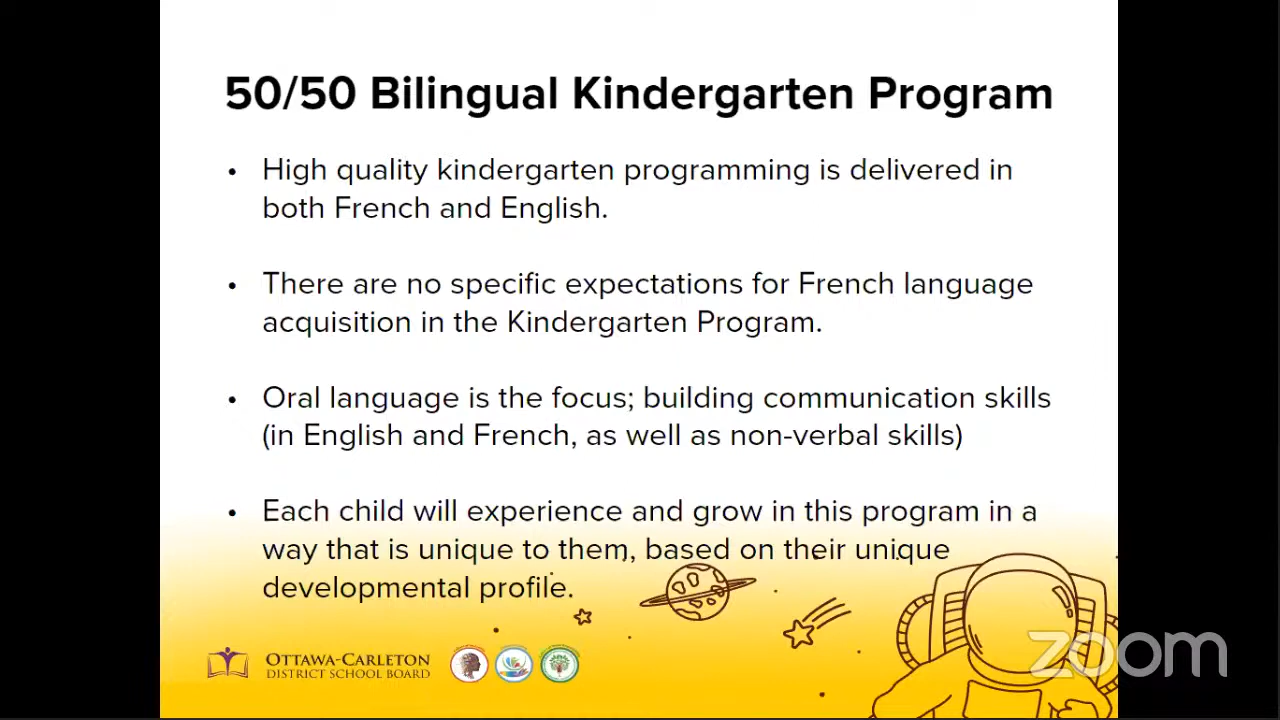 50/50 Bilingual Kindergarten Program
• High quality kindergarten programming is delivered in
both French and English.
• There are no specific expectations for French language
acquisition in the Kindergarten Program.
• Oral language is the focus; building communication skills
(in English and French, as well as non-verbal skills)
• Each child will experience and grow in this program in a
way that is unique to them, based on their unique
developmental profile.
OTTAWA-CARLETON
DISTRICT SCHOOL BOARD
zoom